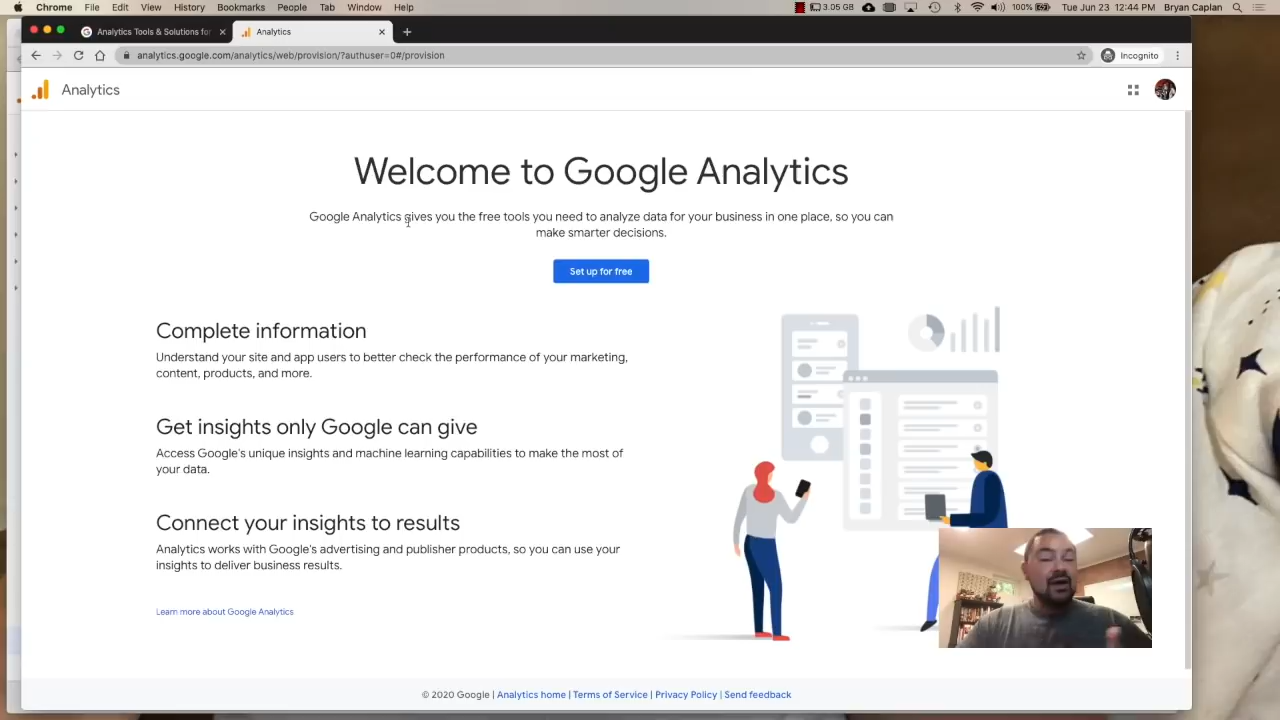 Chrome File Edit View History Bookmarks People Tab Window Help
3.05 GB 100% Tue Jun 23 12:44 PM Bryan Caplan
Analytics Tools & Solutions for
Analytics
analytics.google.com/analytics/web/provision/?authuser=0#/provision
Incognito
Analytics
Welcome to Google Analytics
Google Analytics gives you the free tools you need to analyze data for your business in one place, so you can
make smarter decisions.
Set up for free
Complete information
Understand your site and app users to better check the performance of your marketing,
content, products, and more.
Get insights only Google can give
Access Google's unique insights and machine learning capabilities to make the most of
your data.
Connect your insights to results
Analytics works with Google's advertising and publisher products, so you can use your
insights to deliver business results.
Learn more about Google Analytics
© 2020 Google | Analytics home | Terms of Service | Privacy Policy | Send feedback